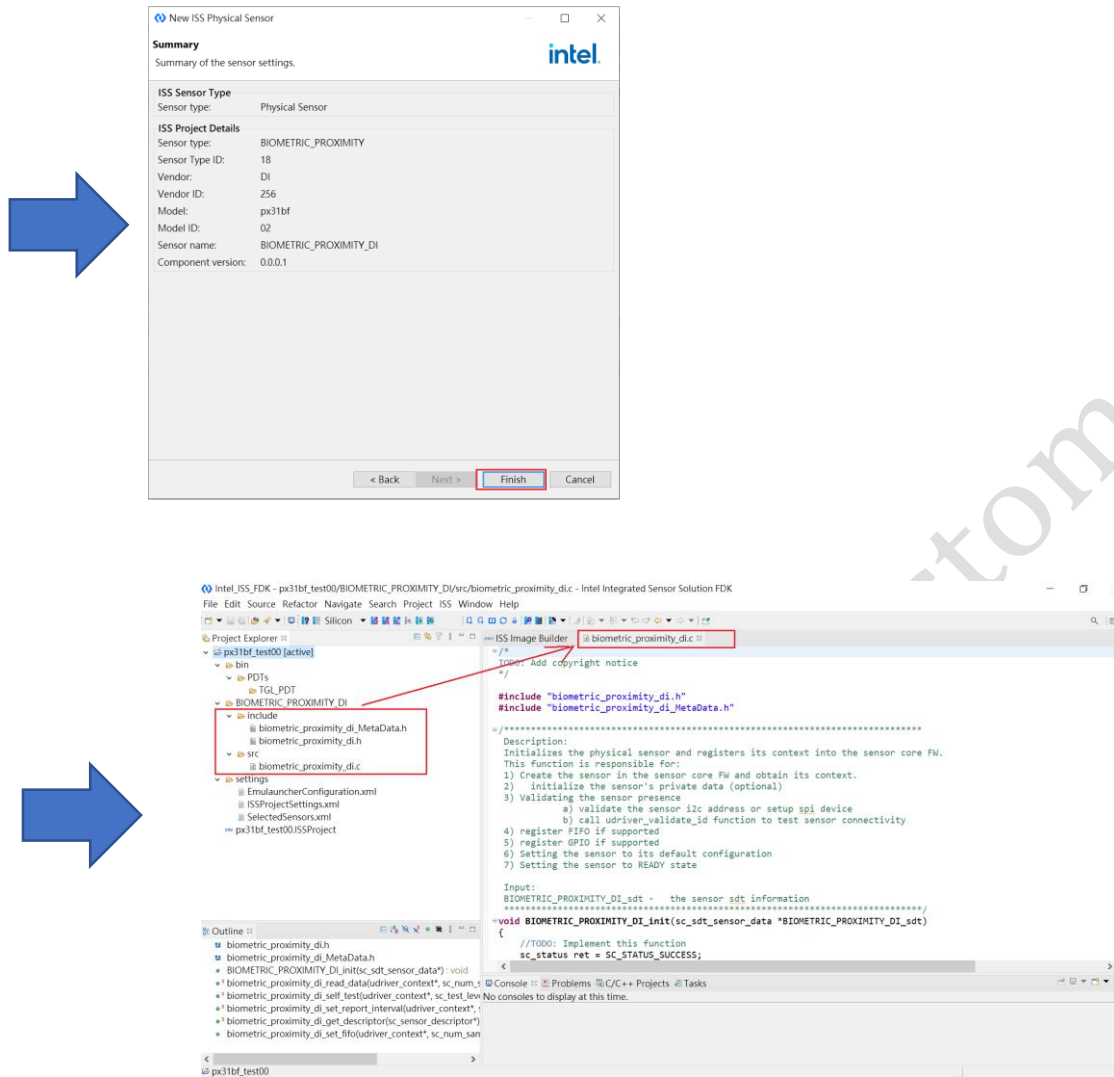 New ISS Physical Sensor
Summary
Summary of the sensor settings.
intel.
ISS Sensor Type
Sensor type: Physical Sensor
ISS Project Details
Sensor type: BIOMETRIC_PROXIMITY
Sensor Type ID: 18
Vendor: DI
Vendor ID: 256
Model: px31bf
Model ID: 02
Sensor name: BIOMETRIC_PROXIMITY_DI
Component version: 0.0.0.1
< Back Next > Finish Cancel
stom
Intel_ISS_FDK - px31bf_test00/BIOMETRIC_PROXIMITY_DI/src/biometric_proximity_di.c - Intel Integrated Sensor Solution FDK
File Edit Source Refactor Navigate Search Project ISS Window Help
Silicon
Project Explorer
px31bf_test00 [active]
bin
PDTs
TGL_PDT
BIOMETRIC_PROXIMITY_DI
include
biometric_proximity_di_MetaData.h
biometric_proximity_di.h
src
biometric_proximity_di.c
settings
EmulauncherConfiguration.xml
ISSProjectSettings.xml
SelectedSensors.xml
px31bf_test00.ISSProject
ISS Image Builder biometric_proximity_di.c
/*
TODO: Add copyright notice
*/
#include "biometric_proximity_di.h"
#include "biometric_proximity_di_MetaData.h"
Description:
Initializes the physical sensor and registers its context into the sensor core FW.
This function is responsible for:
1) Create the sensor in the sensor core FW and obtain its context.
2) initialize the sensor's private data (optional)
3) Validating the sensor presence
a) validate the sensor i2c address or setup spi device
b) call udriver_validate_id function to test sensor connectivity
4) register FIFO if supported
5) register GPIO if supported
6) Setting the sensor to its default configuration
7) Setting the sensor to READY state
Input:
BIOMETRIC_PROXIMITY_DI_sdt - the sensor sdt information
void BIOMETRIC_PROXIMITY_DI_init(sc_sdt_sensor_data *BIOMETRIC_PROXIMITY_DI_sdt)
{
//TODO: Implement this function
sc_status ret = SC_STATUS_SUCCESS;
Outline
biometric_proximity_di.h
biometric_proximity_di_MetaData.h
BIOMETRIC_PROXIMITY_DI_init(sc_sdt_sensor_data*) : void
biometric_proximity_di_read_data(udriver_context*, sc_num_s
biometric_proximity_di_self_test(udriver_context*, sc_test_lev
biometric_proximity_di_set_report_interval(udriver_context*,
biometric_proximity_di_get_descriptor(sc_sensor_descriptor*)
biometric_proximity_di_set_fifo(udriver_context*, sc_num_san
Console Problems C/C++ Projects Tasks
No consoles to display at this time.
px31bf_test00